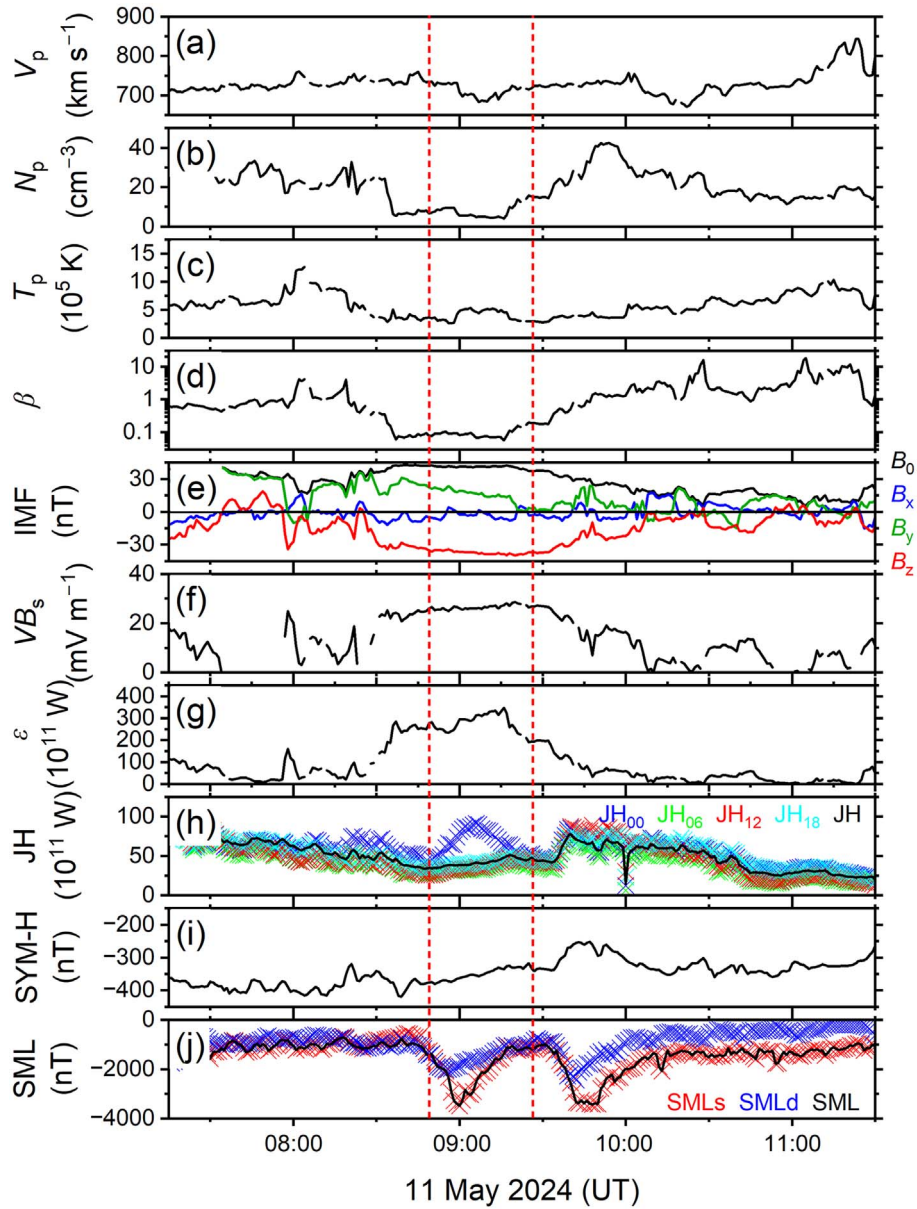 (a)
Vp
(km s−1)
900
800
700
(b)
Np
(cm−3)
40
20
0
(c)
Tp
(105 K)
15
10
5
0
(d)
β
10
1
0.1
(e)
IMF
(nT)
30
0
−30
B0
Bx
By
Bz
(f)
VBs
(mV m−1)
40
20
0
(g)
ε
(1011 W)
400
300
200
100
0
(h)
JH
(1011 W)
100
50
0
JH00 JH06 JH12 JH18 JH
(i)
SYM-H
(nT)
−200
−300
−400
(j)
SML
(nT)
0
−2000
−4000
SMLs SMLd SML
08:00 09:00 10:00 11:00
11 May 2024 (UT)